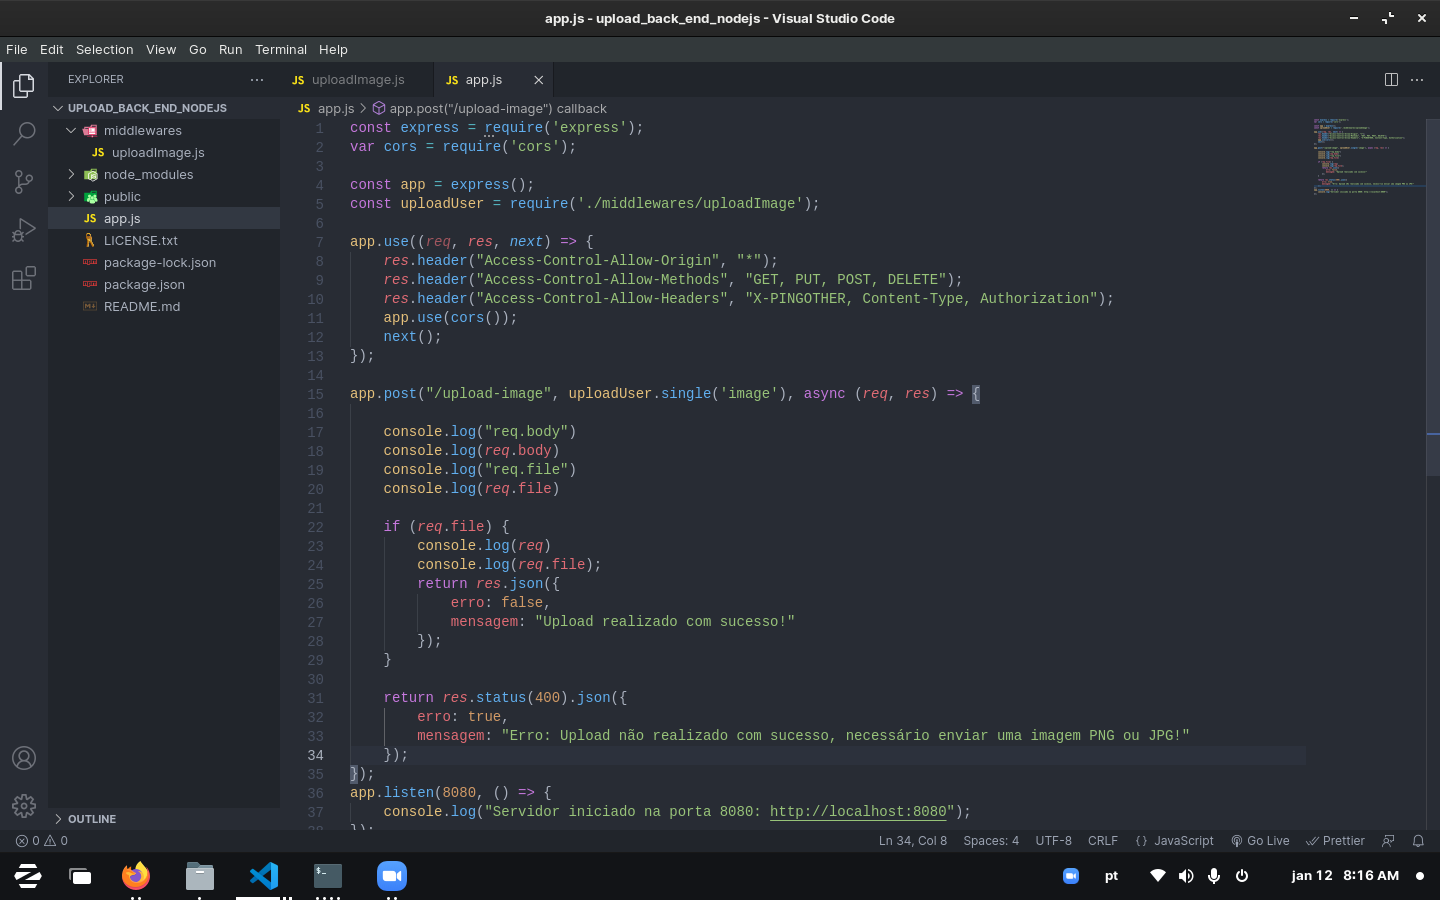 app.js - upload_back_end_nodejs - Visual Studio Code
File Edit Selection View Go Run Terminal Help
EXPLORER
UPLOAD_BACK_END_NODEJS
middlewares
JS uploadImage.js
node_modules
public
JS app.js
LICENSE.txt
package-lock.json
package.json
README.md
OUTLINE
JS uploadImage.js
JS app.js
JS app.js > app.post("/upload-image") callback
1 const express = require('express');
2 var cors = require('cors');
3
4 const app = express();
5 const uploadUser = require('./middlewares/uploadImage');
6
7 app.use((req, res, next) => {
8 res.header("Access-Control-Allow-Origin", "*");
9 res.header("Access-Control-Allow-Methods", "GET, PUT, POST, DELETE");
10 res.header("Access-Control-Allow-Headers", "X-PINGOTHER, Content-Type, Authorization");
11 app.use(cors());
12 next();
13 });
14
15 app.post("/upload-image", uploadUser.single('image'), async (req, res) => {
16
17 console.log("req.body")
18 console.log(req.body)
19 console.log("req.file")
20 console.log(req.file)
21
22 if (req.file) {
23 console.log(req)
24 console.log(req.file);
25 return res.json({
26 erro: false,
27 mensagem: "Upload realizado com sucesso!"
28 });
29 }
30
31 return res.status(400).json({
32 erro: true,
33 mensagem: "Erro: Upload não realizado com sucesso, necessário enviar uma imagem PNG ou JPG!"
34 });
35 });
36 app.listen(8080, () => {
37 console.log("Servidor iniciado na porta 8080: http://localhost:8080");
38 });
0 0
Ln 34, Col 8 Spaces: 4 UTF-8 CRLF {} JavaScript Go Live Prettier
$-
pt
jan 12 8:16 AM